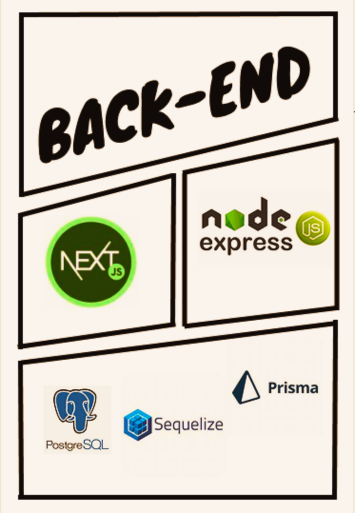 BACK-END
NEXT
JS
node
JS
express
Prisma
Sequelize
PostgreSQL